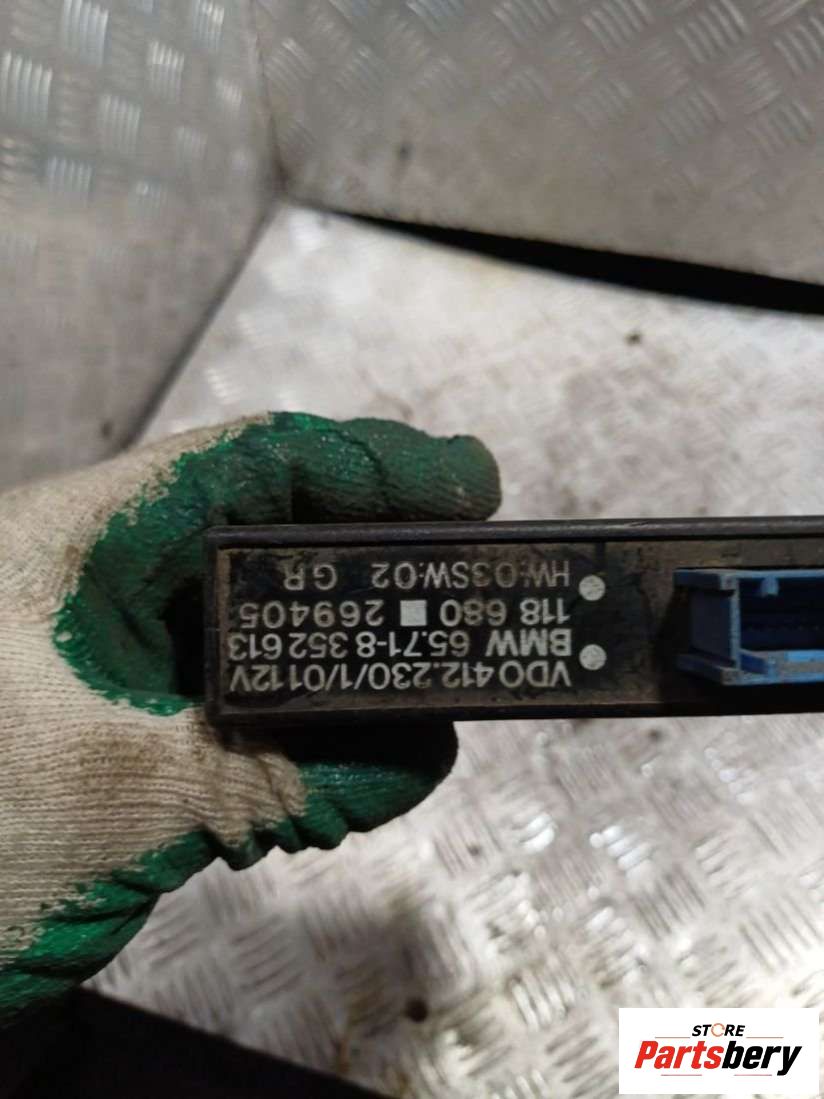 VDO 412.230/1/01 12V
BMW 65.71-8 352 613
118 680 269405
HW:03SW:02 GR
STORE
Partsbery